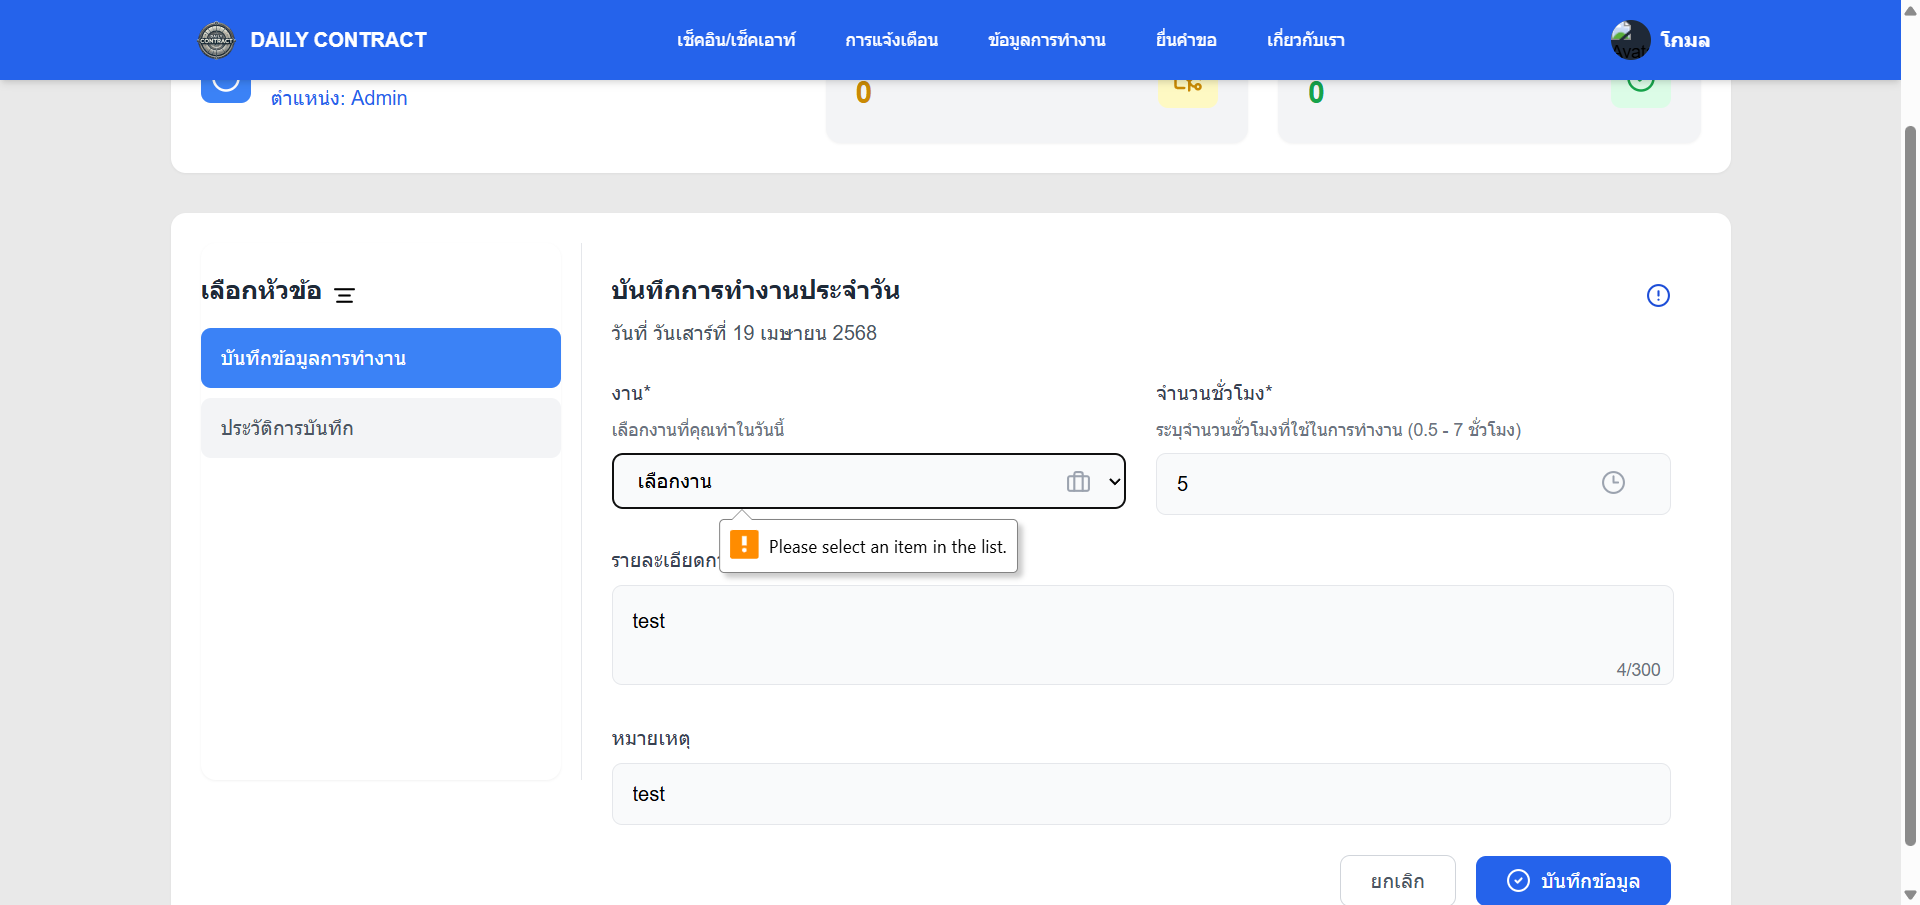 DAILY CONTRACT
เช็คอิน/เช็คเอาท์
การแจ้งเตือน
ข้อมูลการทำงาน
ยื่นคำขอ
เกี่ยวกับเรา
โกมล
ตำแหน่ง: Admin
0
0
เลือกหัวข้อ
บันทึกข้อมูลการทำงาน
ประวัติการบันทึก
บันทึกการทำงานประจำวัน
วันที่ วันเสาร์ที่ 19 เมษายน 2568
งาน*
เลือกงานที่คุณทำในวันนี้
เลือกงาน
จำนวนชั่วโมง*
ระบุจำนวนชั่วโมงที่ใช้ในการทำงาน (0.5 - 7 ชั่วโมง)
5
Please select an item in the list.
รายละเอียด
test
4/300
หมายเหตุ
test
ยกเลิก
บันทึกข้อมูล